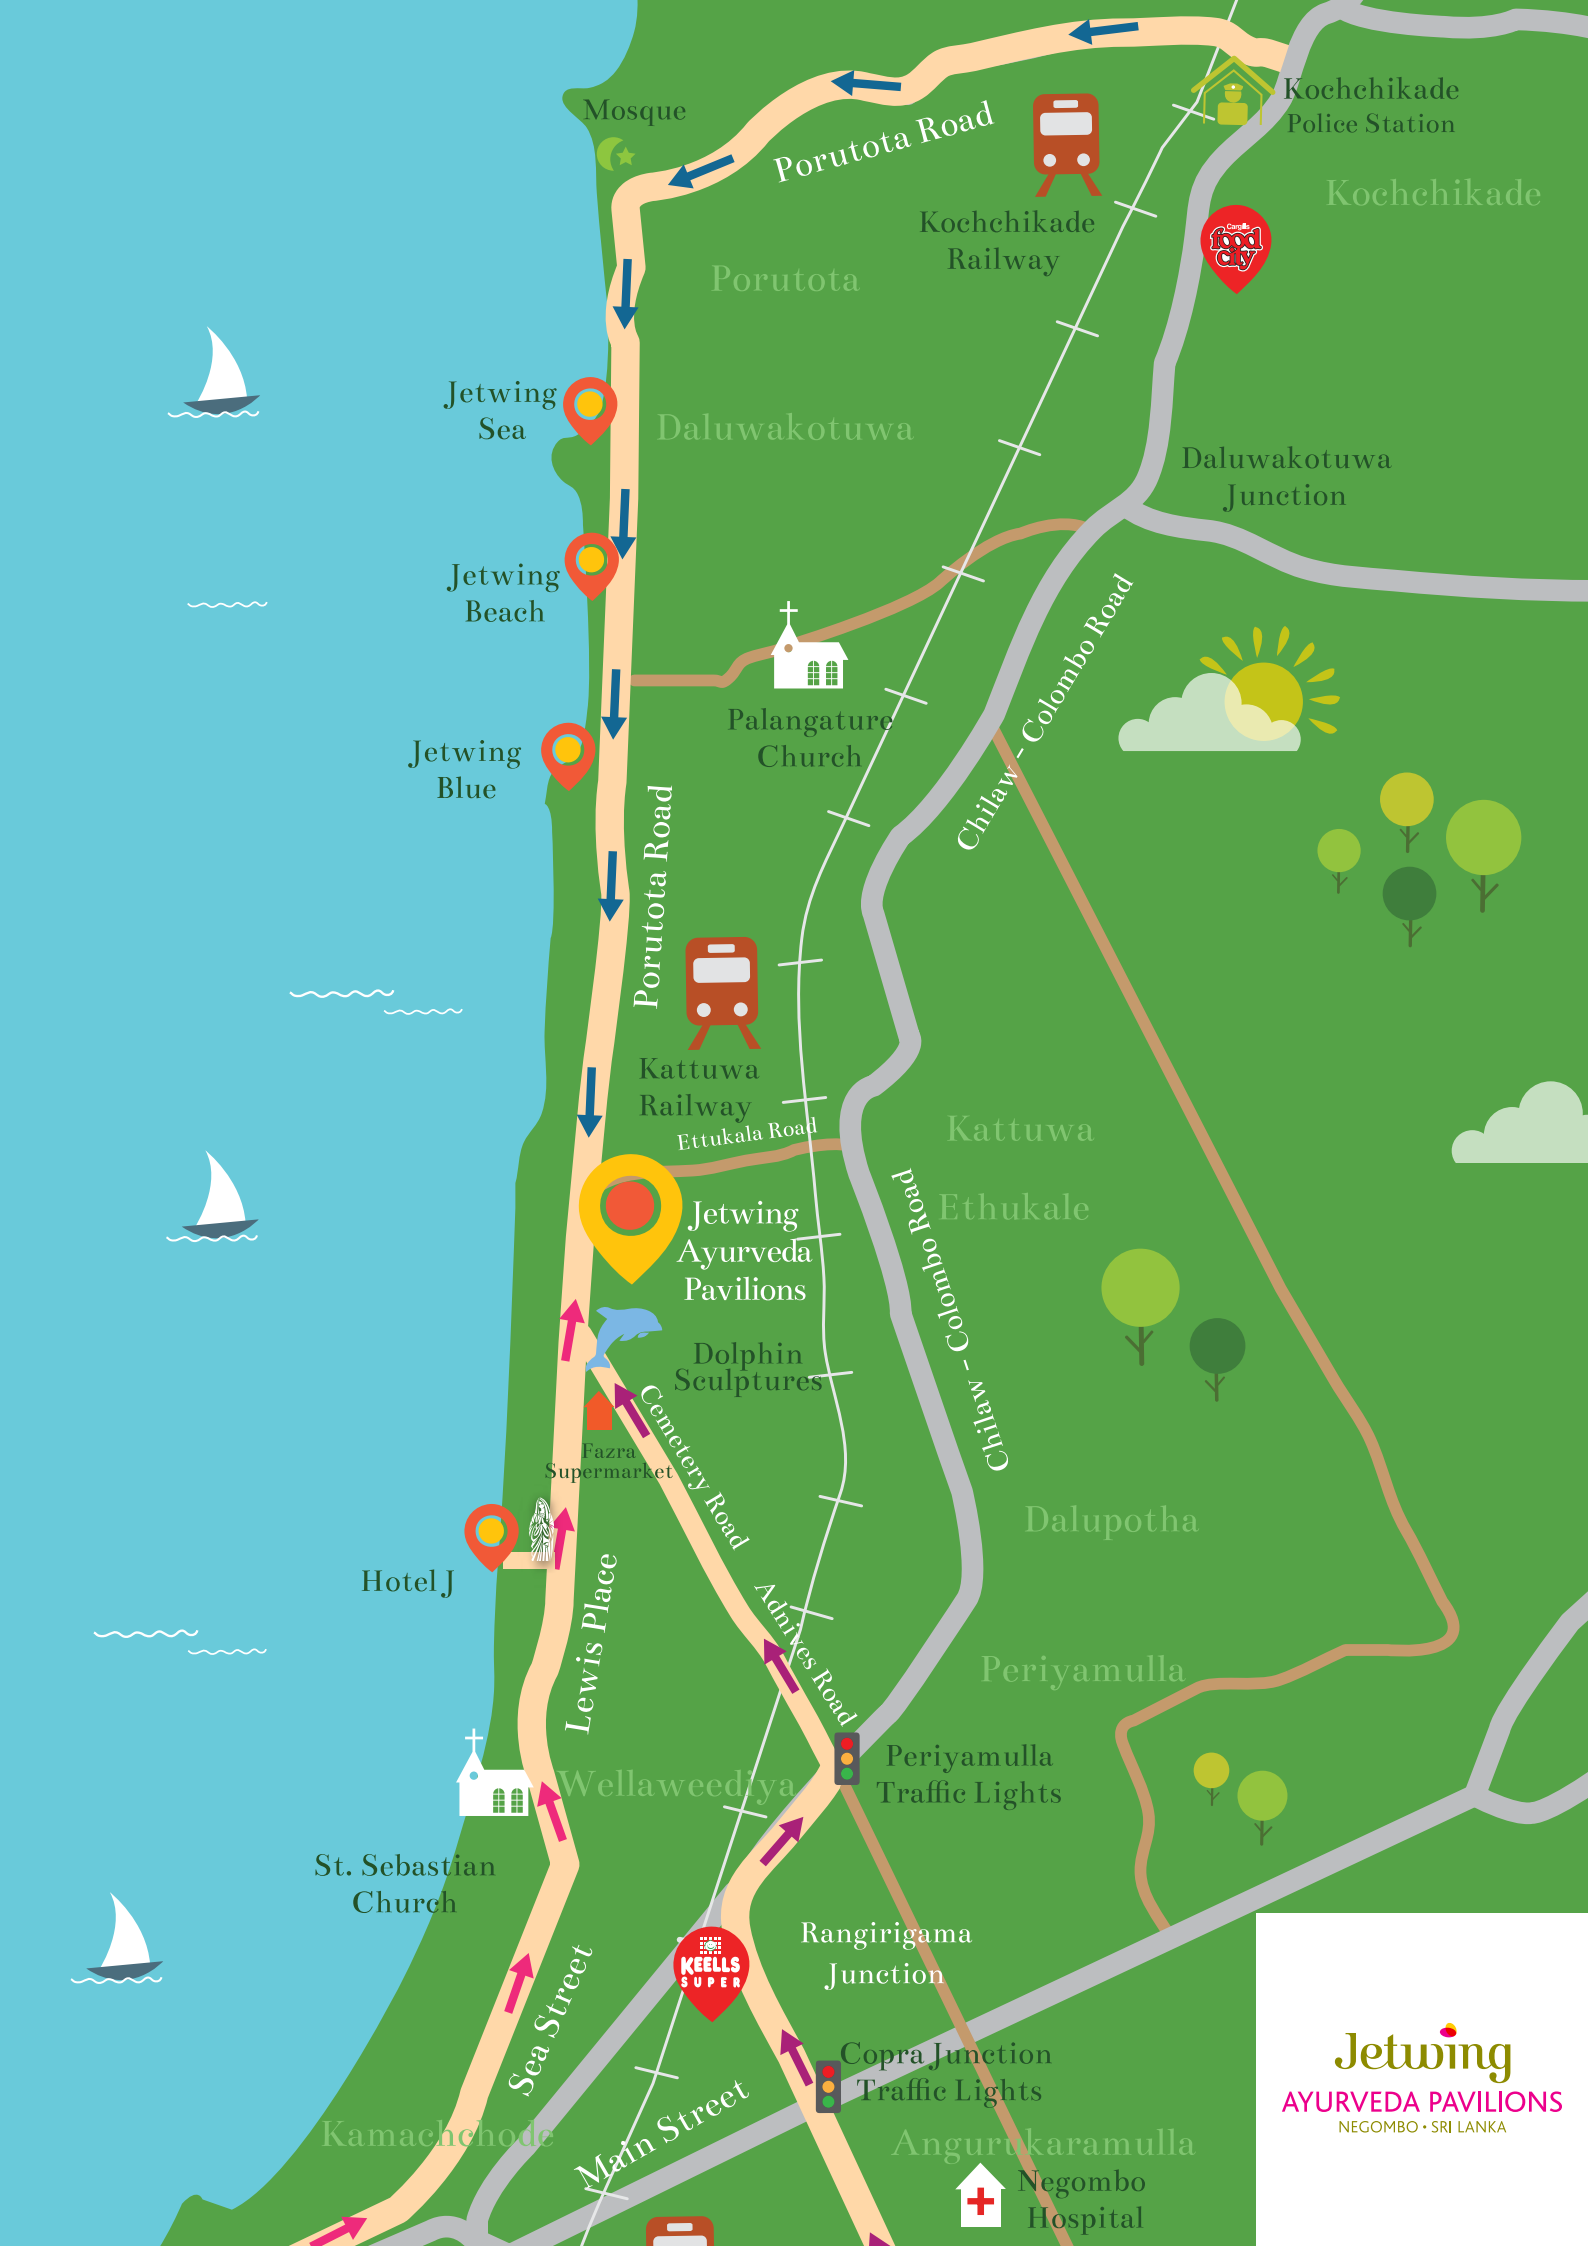 Mosque
Porutota Road
Kochchikade
Police Station
Kochchikade
Kochchikade
Railway
Cargills
food
city
Porutota
Jetwing
Sea
Daluwakotuwa
Daluwakotuwa
Junction
Jetwing
Beach
Chilaw - Colombo Road
Palangature
Church
Jetwing
Blue
Porutota Road
Kattuwa
Railway
Ettukala Road
Kattuwa
Ethukale
Jetwing
Ayurveda
Pavilions
Chilaw - Colombo Road
Dolphin
Sculptures
Cemetery Road
Fazra
Supermarket
Dalupotha
Hotel J
Lewis Place
Adnives Road
Periyamulla
Periyamulla
Traffic Lights
Wellaweediya
St. Sebastian
Church
Rangirigama
Junction
KEELLS
SUPER
Sea Street
Copra Junction
Traffic Lights
Main Street
Kamachchode
Angurukaramulla
Negombo
Hospital
Jetwing
AYURVEDA PAVILIONS
NEGOMBO • SRI LANKA